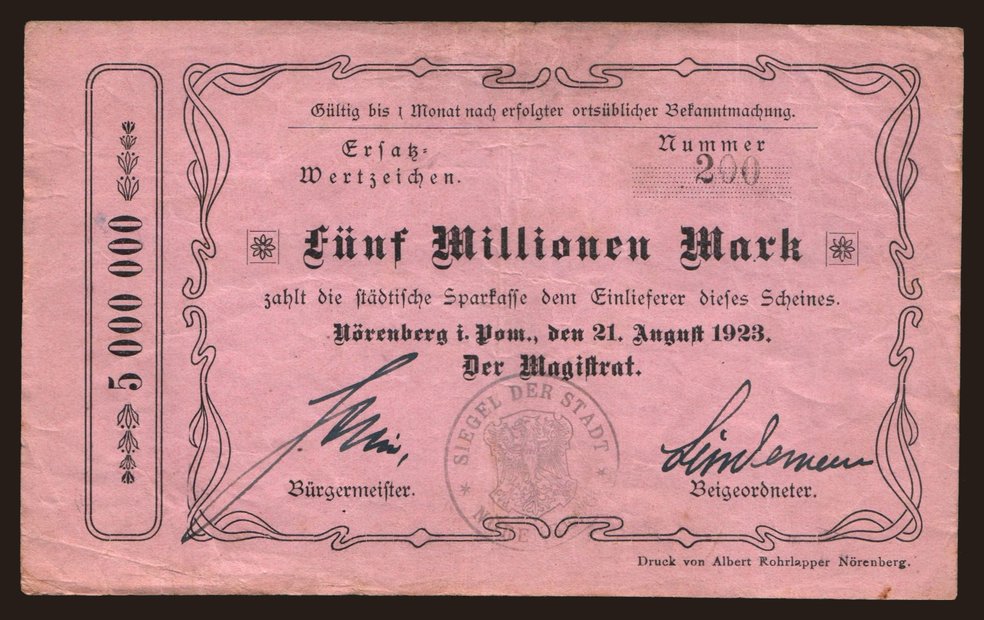 5 000 000
Gültig bis 1 Monat nach erfolgter ortsüblicher Bekanntmachung.
Ersatz-
Wertzeichen.
Nummer
200
Fünf Millionen Mark
zahlt die städtische Sparkasse dem Einlieferer dieses Scheines.
Nörenberg i. Pom., den 21. August 1923.
Der Magistrat.
SIEGEL DER STADT
Lindemann
Bürgermeister.
Beigeordneter.
Druck von Albert Rohrlapper Nörenberg.